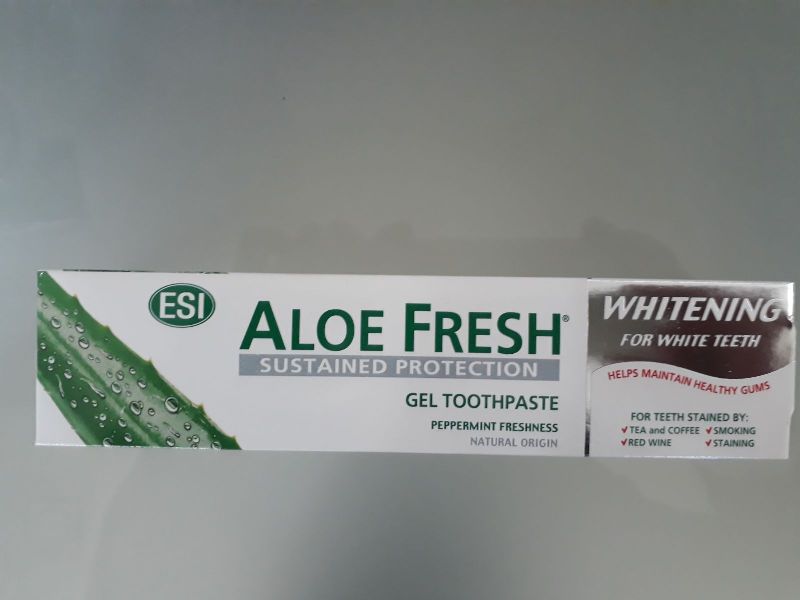 ESI
ALOE FRESH®
SUSTAINED PROTECTION
GEL TOOTHPASTE
PEPPERMINT FRESHNESS
NATURAL ORIGIN
WHITENING
FOR WHITE TEETH
HELPS MAINTAIN HEALTHY GUMS
FOR TEETH STAINED BY:
✓TEA and COFFEE ✓SMOKING
✓RED WINE ✓STAINING